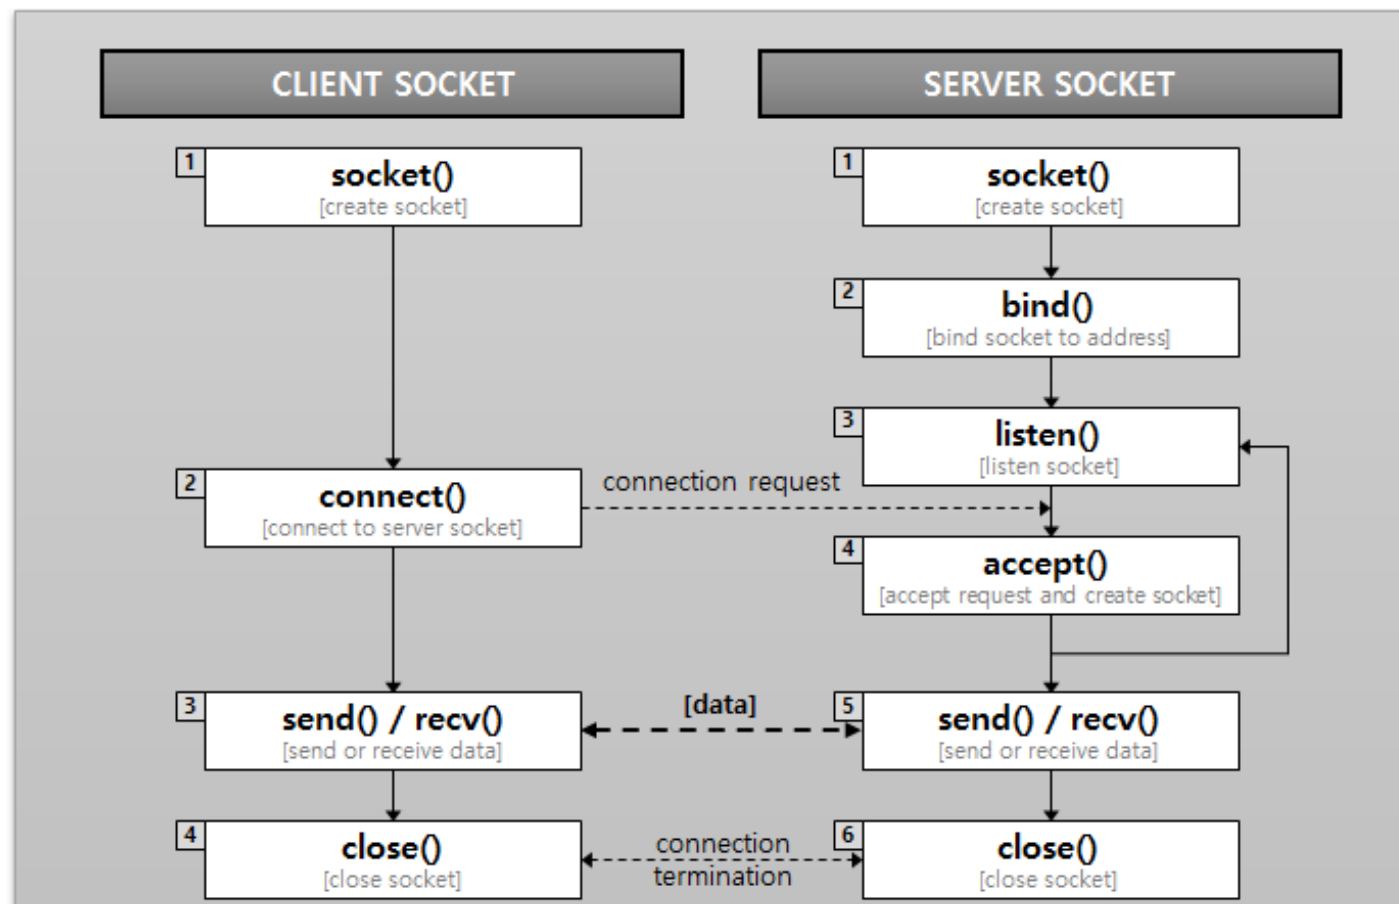 CLIENT SOCKET
SERVER SOCKET
1
socket()
[create socket]
1
socket()
[create socket]
2
bind()
[bind socket to address]
3
listen()
[listen socket]
2
connect()
[connect to server socket]
connection request
4
accept()
[accept request and create socket]
3
send() / recv()
[send or receive data]
[data]
5
send() / recv()
[send or receive data]
4
close()
[close socket]
connection
termination
6
close()
[close socket]